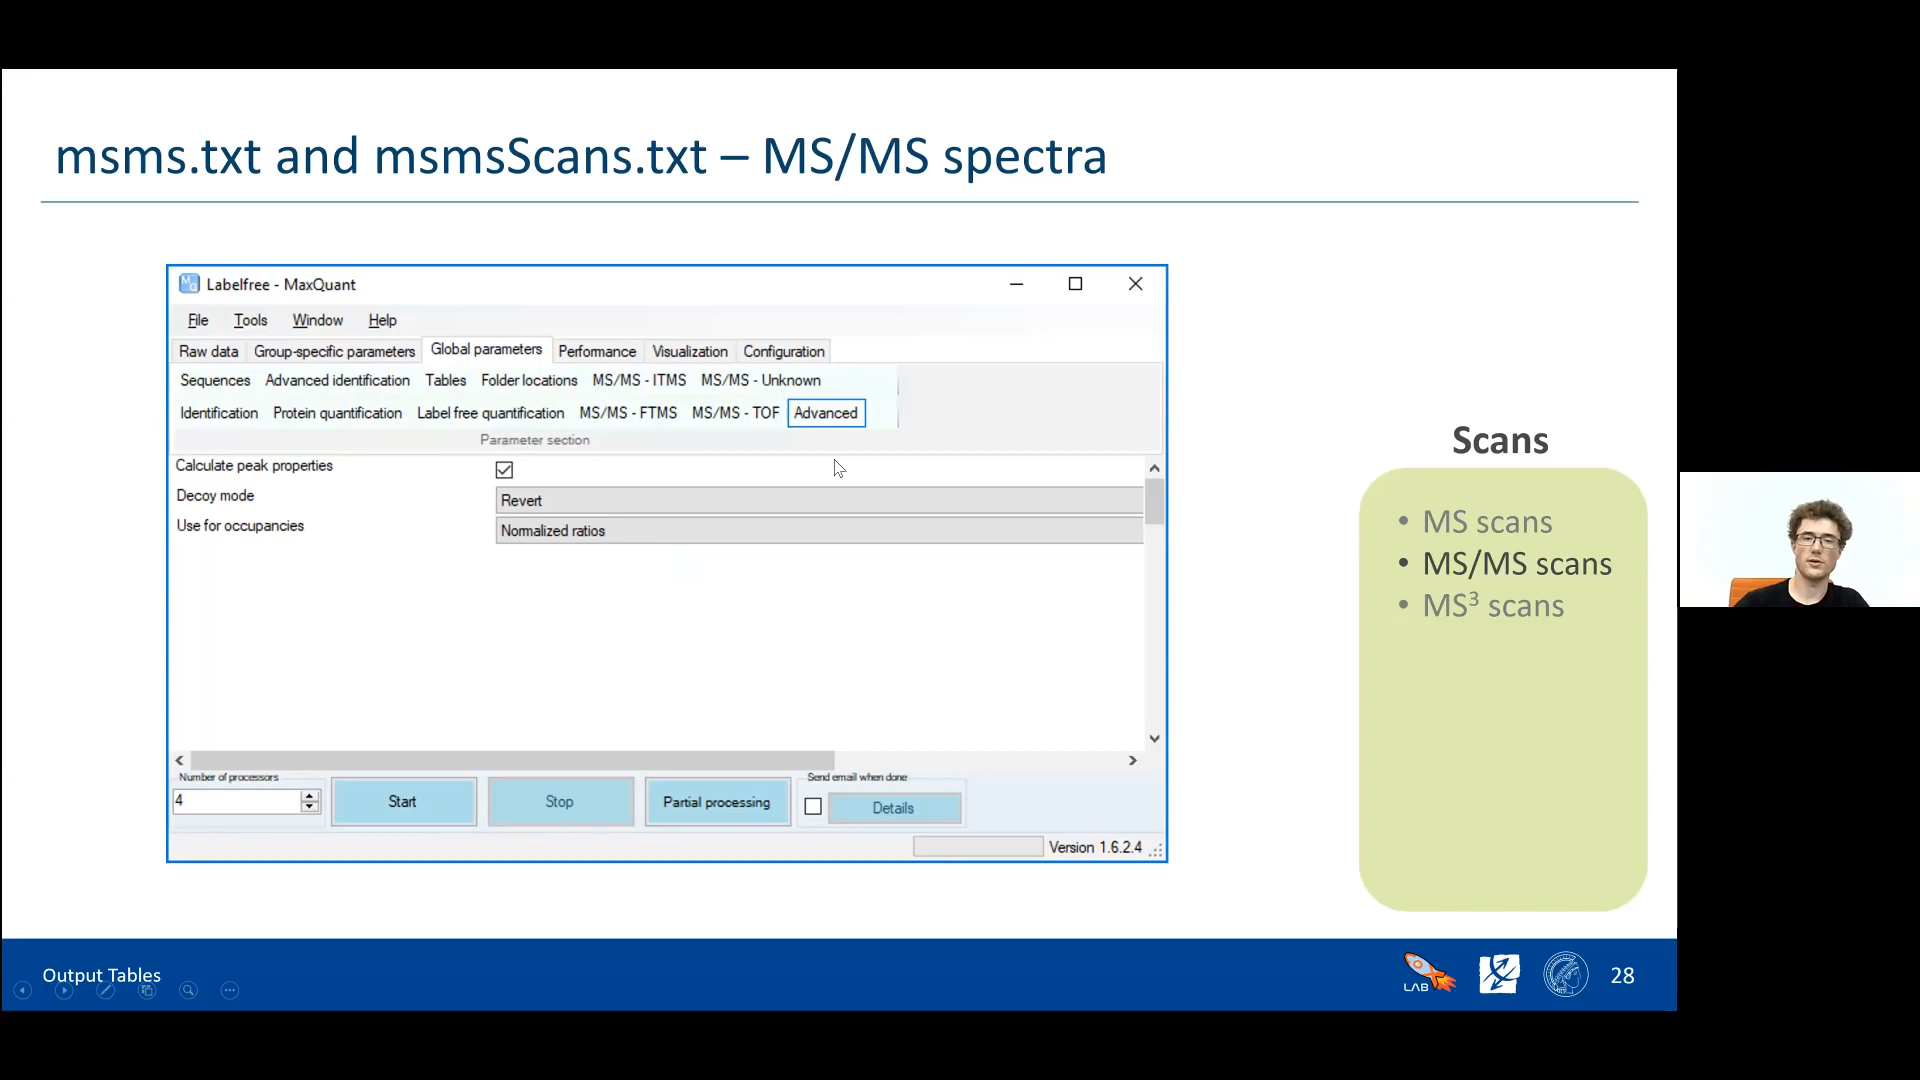 msms.txt and msmsScans.txt – MS/MS spectra
Labelfree - MaxQuant
File Tools Window Help
Raw data Group-specific parameters Global parameters Performance Visualization Configuration
Sequences Advanced identification Tables Folder locations MS/MS - ITMS MS/MS - Unknown
Identification Protein quantification Label free quantification MS/MS - FTMS MS/MS - TOF Advanced
Parameter section
Calculate peak properties
Decoy mode Revert
Use for occupancies Normalized ratios
Number of processors
4
Start
Stop
Partial processing
Send email when done
Details
Version 1.6.2.4
Scans
• MS scans
• MS/MS scans
• MS³ scans
Output Tables
LAB
28